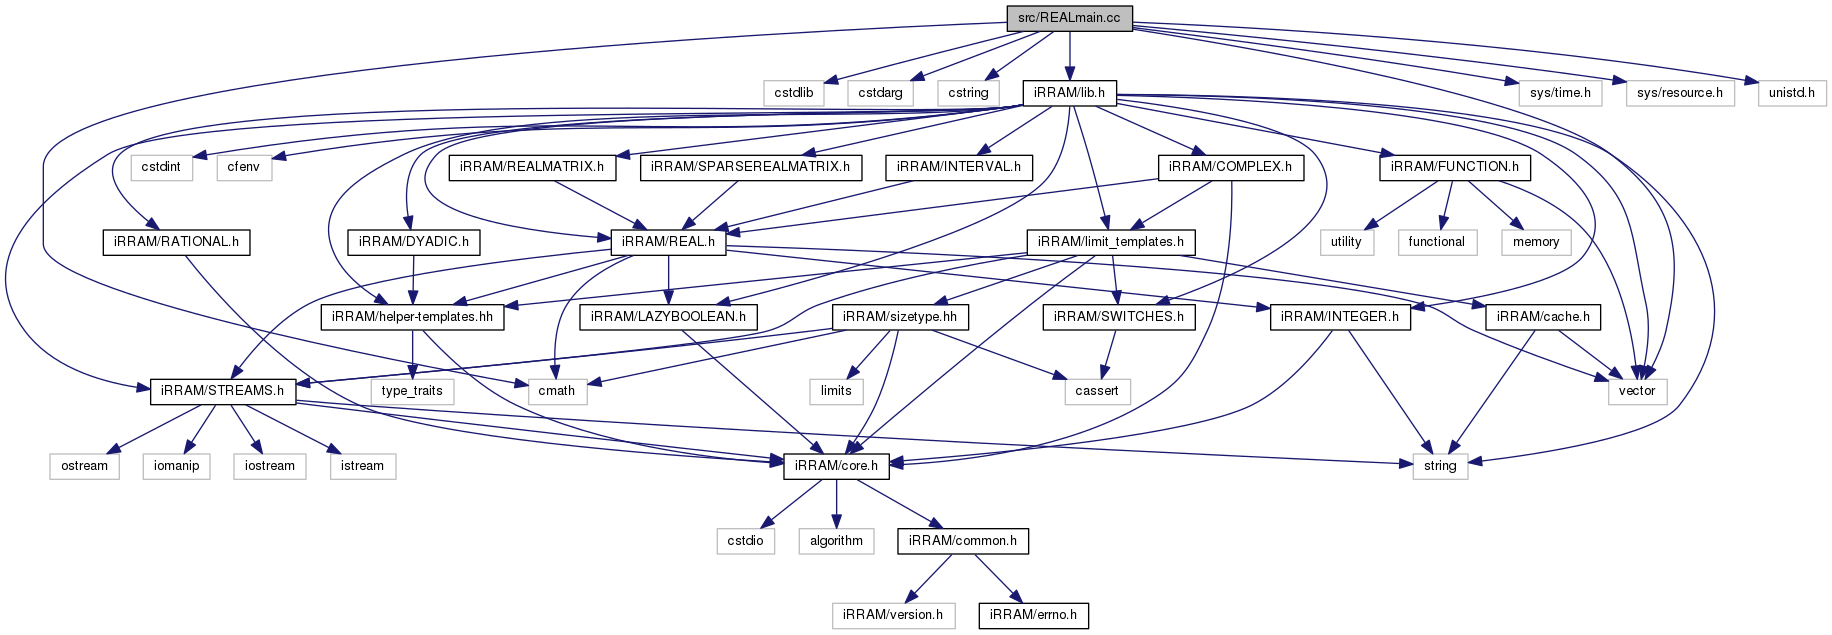 src/REALmain.cc
cstdlib
cstdarg
cstring
iRRAM/lib.h
sys/time.h
sys/resource.h
unistd.h
cstdint
cfenv
iRRAM/REALMATRIX.h
iRRAM/SPARSEREALMATRIX.h
iRRAM/INTERVAL.h
iRRAM/COMPLEX.h
iRRAM/FUNCTION.h
iRRAM/RATIONAL.h
iRRAM/DYADIC.h
iRRAM/REAL.h
iRRAM/limit_templates.h
utility
functional
memory
iRRAM/helper-templates.hh
iRRAM/LAZYBOOLEAN.h
iRRAM/sizetype.hh
iRRAM/SWITCHES.h
iRRAM/INTEGER.h
iRRAM/cache.h
iRRAM/STREAMS.h
type_traits
cmath
limits
cassert
vector
ostream
iomanip
iostream
istream
iRRAM/core.h
string
cstdio
algorithm
iRRAM/common.h
iRRAM/version.h
iRRAM/errno.h